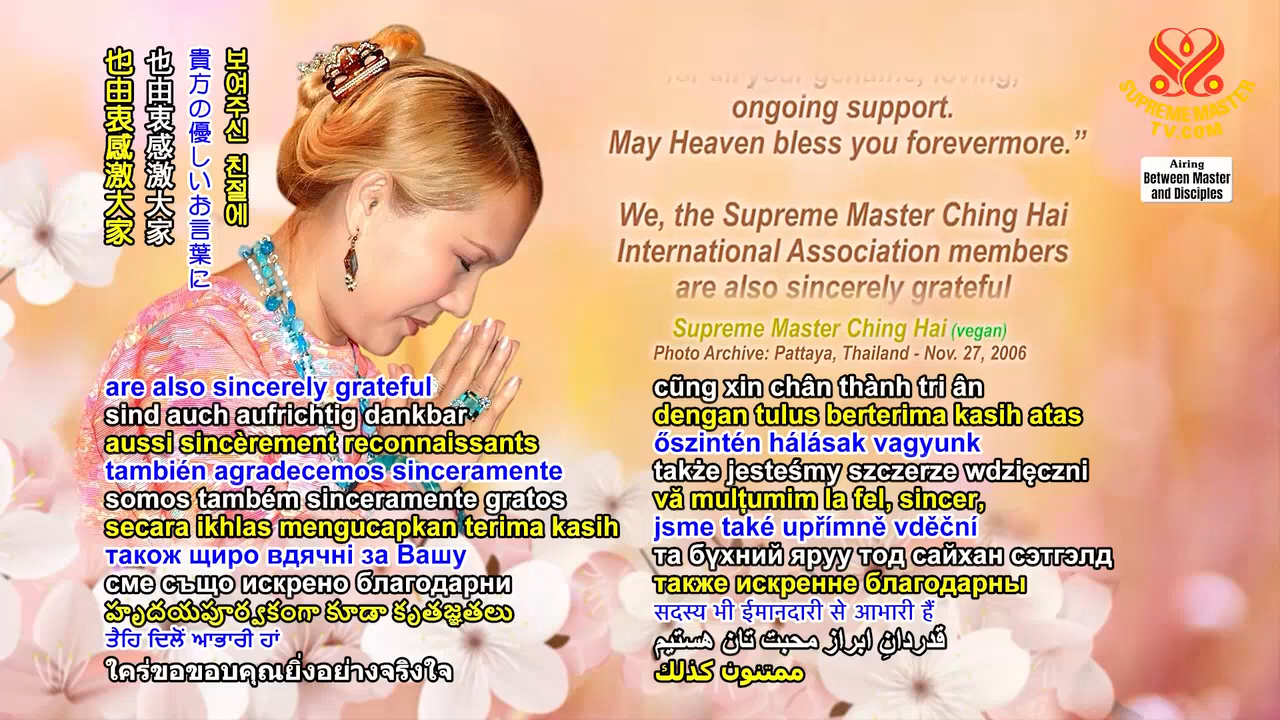 也由衷感激大家
也由衷感激大家
貴方の優しいお言葉に
보여주신 친절에
for all your genuine, loving,
ongoing support.
May Heaven bless you forevermore.”
We, the Supreme Master Ching Hai
International Association members
are also sincerely grateful
Supreme Master Ching Hai (vegan)
Photo Archive: Pattaya, Thailand - Nov. 27, 2006
SUPREME MASTER
TV.COM
Airing
Between Master
and Disciples
are also sincerely grateful
sind auch aufrichtig dankbar
aussi sincèrement reconnaissants
también agradecemos sinceramente
somos também sinceramente gratos
secara ikhlas mengucapkan terima kasih
також щиро вдячні за Вашу
сме също искрено благодарни
హృదయపూర్వకంగా కూడా కృతజ్ఞతలు
ਤੈਹਿ ਦਿਲੋਂ ਆਭਾਰੀ ਹਾਂ
ใคร่ขอขอบคุณยิ่งอย่างจริงใจ
cũng xin chân thành tri ân
dengan tulus berterima kasih atas
őszintén hálásak vagyunk
także jesteśmy szczerze wdzięczni
vă mulțumim la fel, sincer,
jsme také upřímně vděční
та бүхний яруу тод сайхан сэтгэлд
также искренне благодарны
सदस्य भी ईमानदारी से आभारी हैं
قدردانِ ابراز محبت تان هستیم
ممتنون كذلك